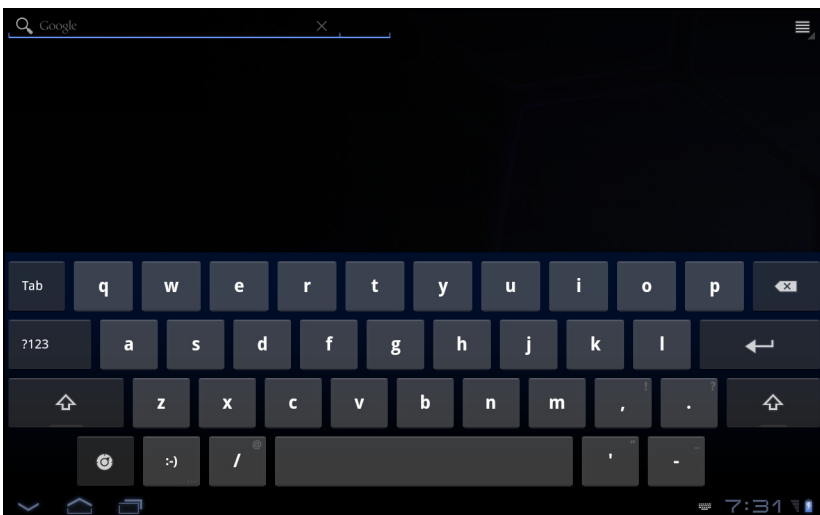 Google
Tab q w e r t y u i o p
?123 a s d f g h j k l
z x c v b n m , ! . ?
:-) ... / @ ' " - _
7:31